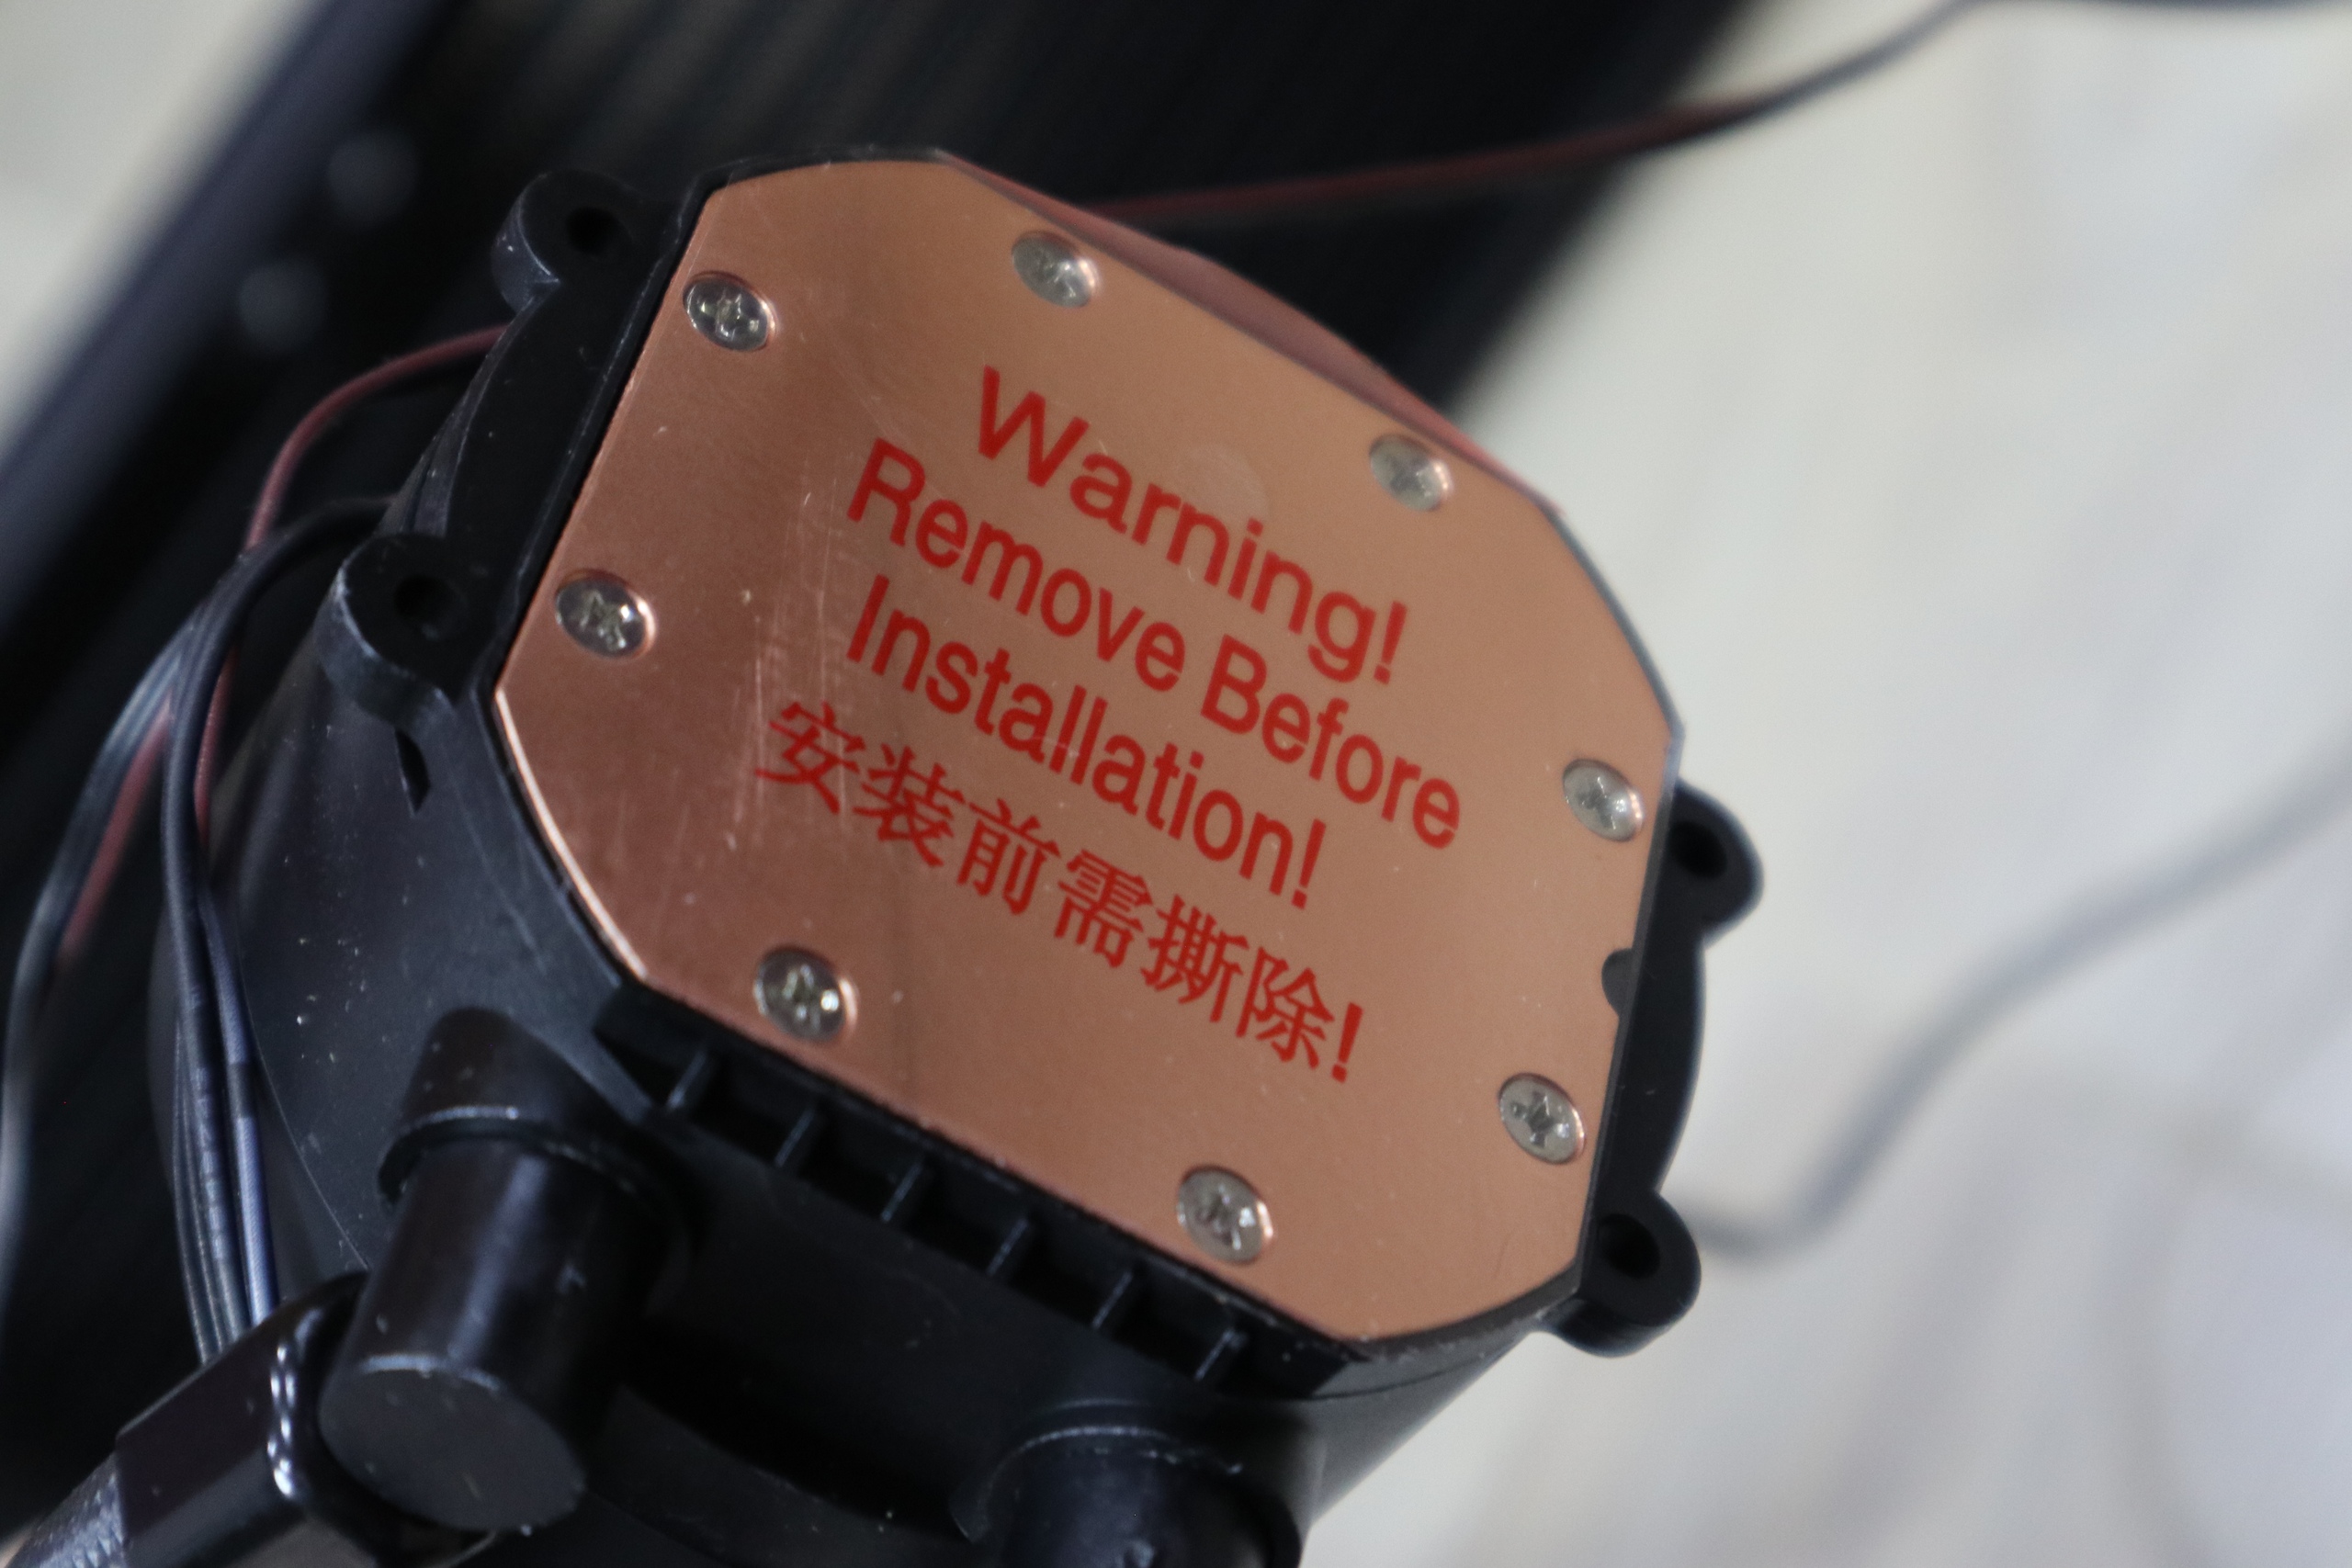 Warning!
Remove Before
Installation!
安装前需撕除!